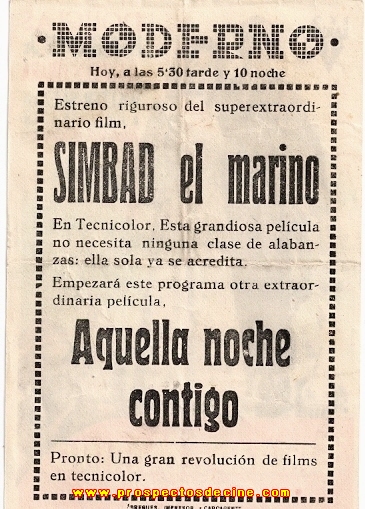 MODERNO
Hoy, a las 5'30 tarde y 10 noche
Estreno riguroso del superextraordi-
nario film,
SIMBAD el marino
En Tecnicolor. Esta grandiosa película
no necesita ninguna clase de alaban-
zas: ella sola ya se acredita.
Empezará este programa otra extraor-
dinaria película,
Aquella noche
contigo
Pronto: Una gran revolución de films
en tecnicolor.
www.prospectosdecine.com